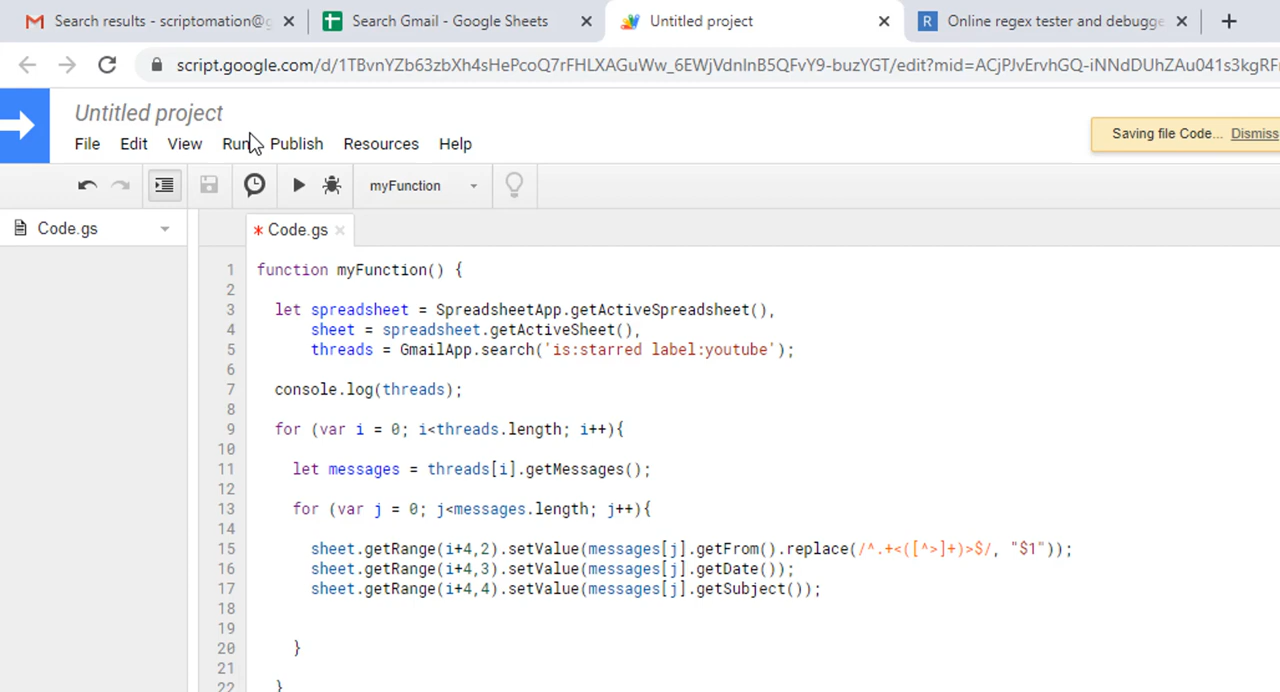 Search results - scriptomation@g
Search Gmail - Google Sheets
Untitled project
Online regex tester and debugge
script.google.com/d/1TBvnYZb63zbXh4sHePcoQ7rFHLXAGuWw_6EWjVdnlnB5QFvY9-buzYGT/edit?mid=ACjPJvErvhGQ-iNNdDUhZAu041s3kgRF
Untitled project
File Edit View Run Publish Resources Help
Saving file Code... Dismiss
myFunction
Code.gs
* Code.gs
1 function myFunction() {
2
3 let spreadsheet = SpreadsheetApp.getActiveSpreadsheet(),
4 sheet = spreadsheet.getActiveSheet(),
5 threads = GmailApp.search('is:starred label:youtube');
6
7 console.log(threads);
8
9 for (var i = 0; i<threads.length; i++){
10
11 let messages = threads[i].getMessages();
12
13 for (var j = 0; j<messages.length; j++){
14
15 sheet.getRange(i+4,2).setValue(messages[j].getFrom().replace(/^.+<([^>]+)>$/, "$1"));
16 sheet.getRange(i+4,3).setValue(messages[j].getDate());
17 sheet.getRange(i+4,4).setValue(messages[j].getSubject());
18
19
20 }
21
22 }